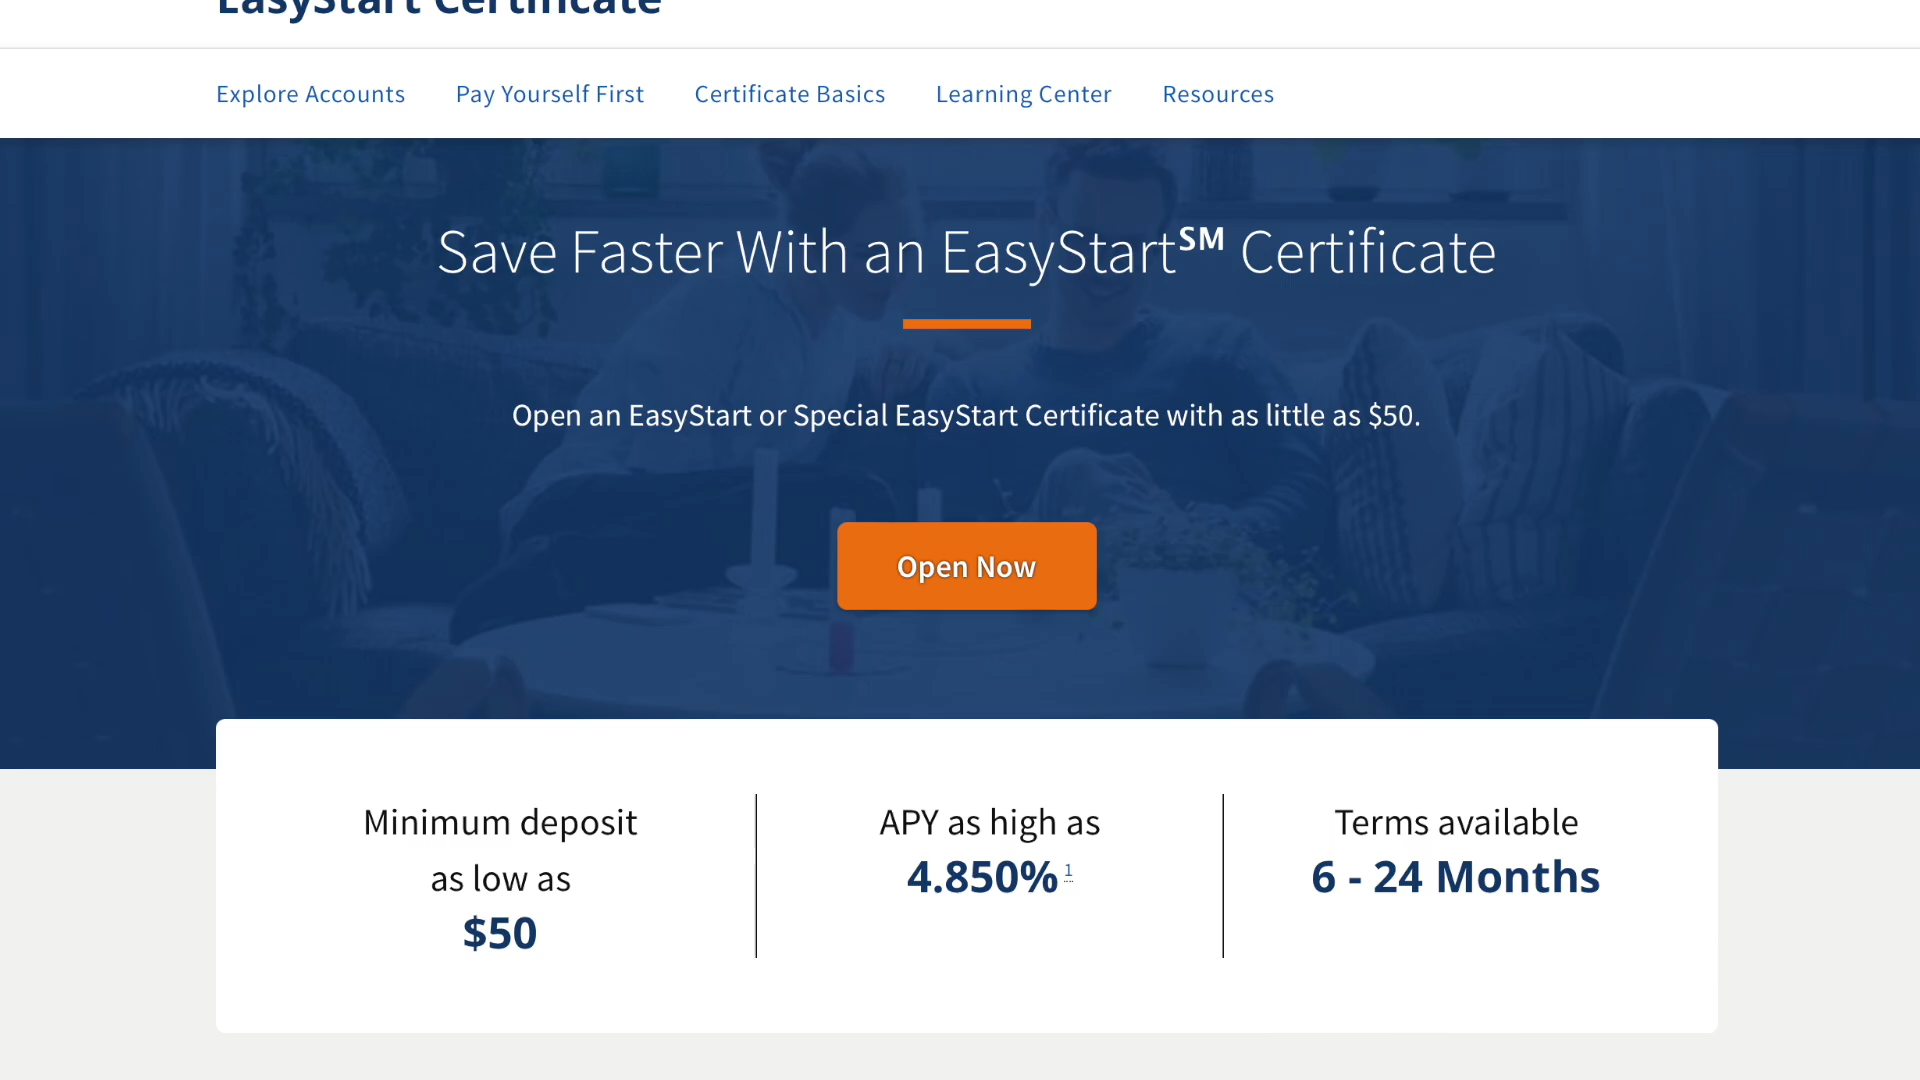 EasyStart Certificate
Explore Accounts Pay Yourself First Certificate Basics Learning Center Resources
Save Faster With an EasyStart℠ Certificate
Open an EasyStart or Special EasyStart Certificate with as little as $50.
Open Now
Minimum deposit
as low as
$50
APY as high as
4.850% 1
Terms available
6 - 24 Months